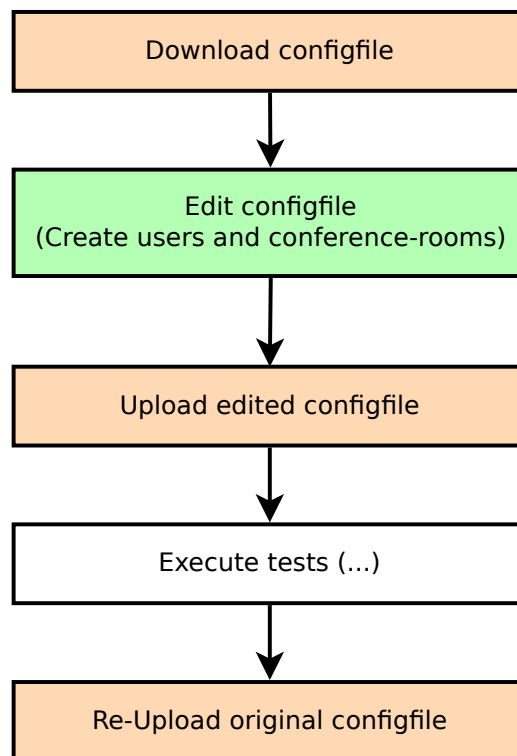 Download configfile
Edit configfile
(Create users and conference-rooms)
Upload edited configfile
Execute tests (...)
Re-Upload original configfile